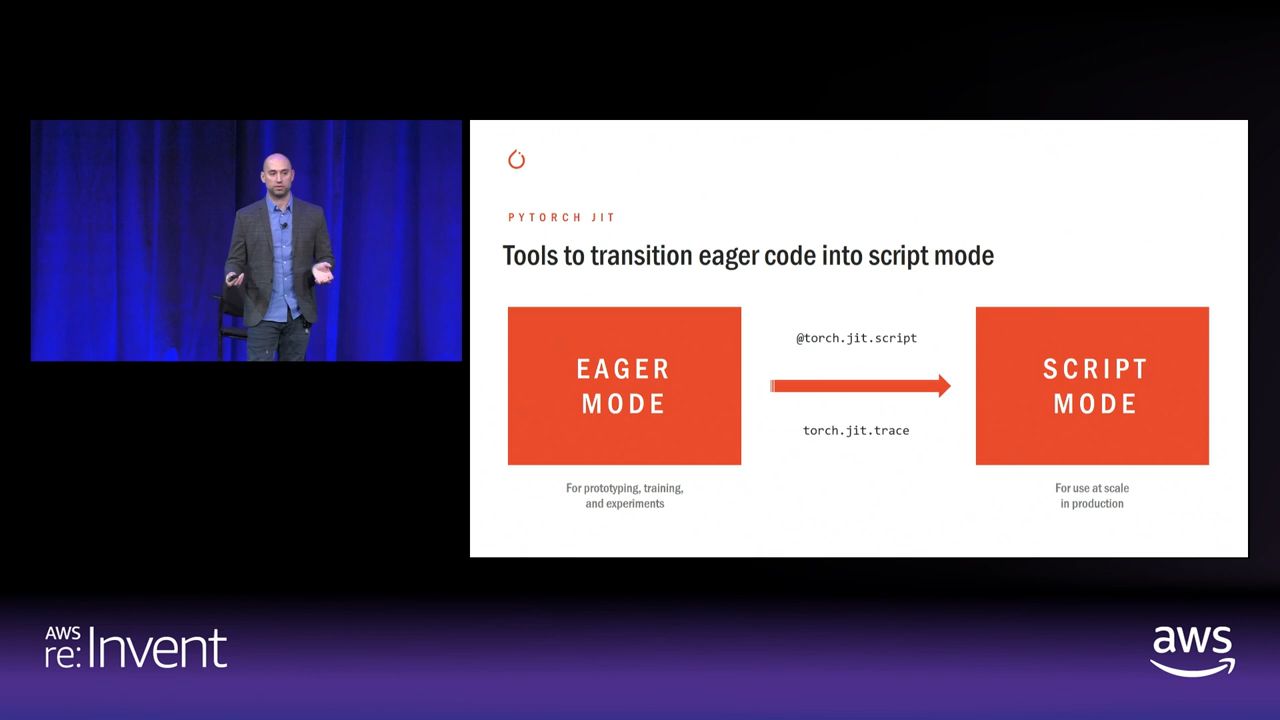 PYTORCH JIT
Tools to transition eager code into script mode
EAGER
MODE
@torch.jit.script
torch.jit.trace
SCRIPT
MODE
For prototyping, training,
and experiments
For use at scale
in production
AWS
re:Invent
aws